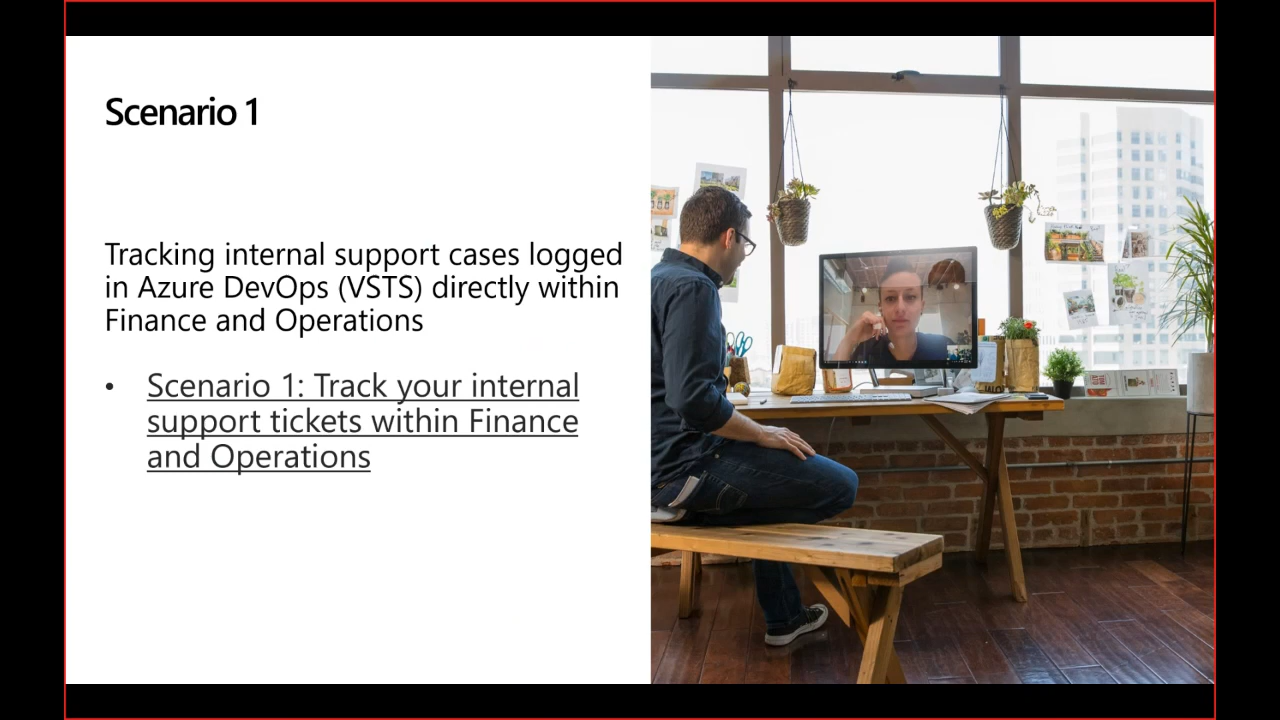 Scenario 1
Tracking internal support cases logged
in Azure DevOps (VSTS) directly within
Finance and Operations
• Scenario 1: Track your internal
support tickets within Finance
and Operations